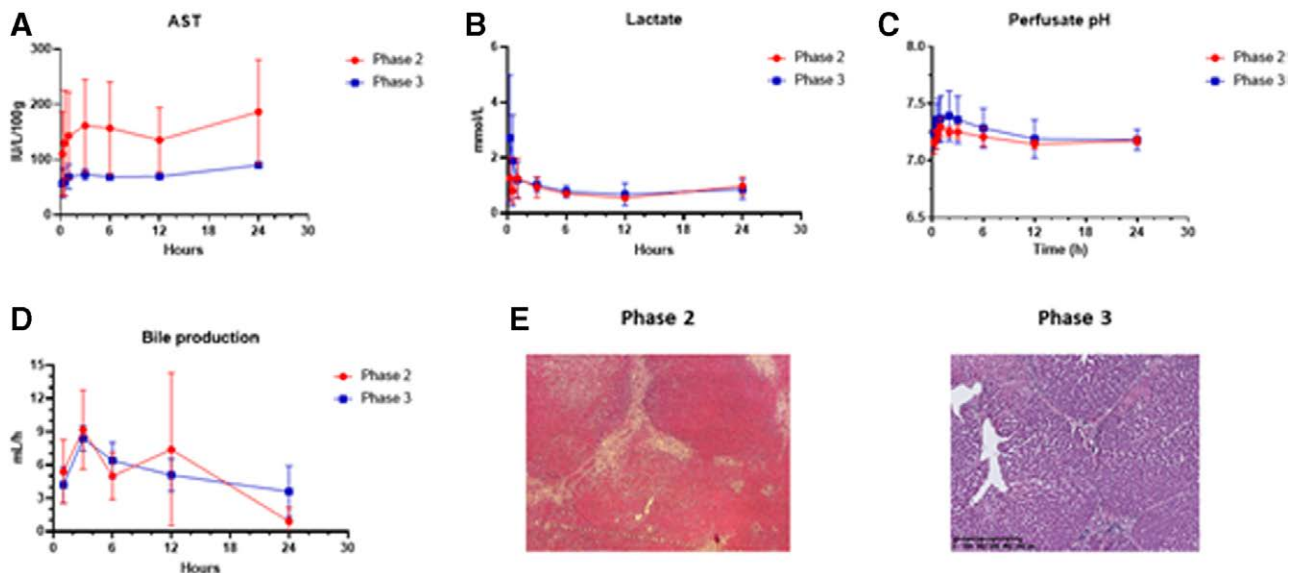 A
AST
300
200
100
0
IU/L/100g
0 6 12 18 24 30
Hours
Phase 2
Phase 3
B
Lactate
6
4
2
0
mmol/L
0 6 12 18 24 30
Hours
Phase 2
Phase 3
C
Perfusate pH
8.0
7.5
7.0
6.5
0 6 12 18 24 30
Time (h)
Phase 2
Phase 3
D
Bile production
15
12
9
6
3
0
mL/h
0 6 12 18 24 30
Hours
Phase 2
Phase 3
E
Phase 2
Phase 3